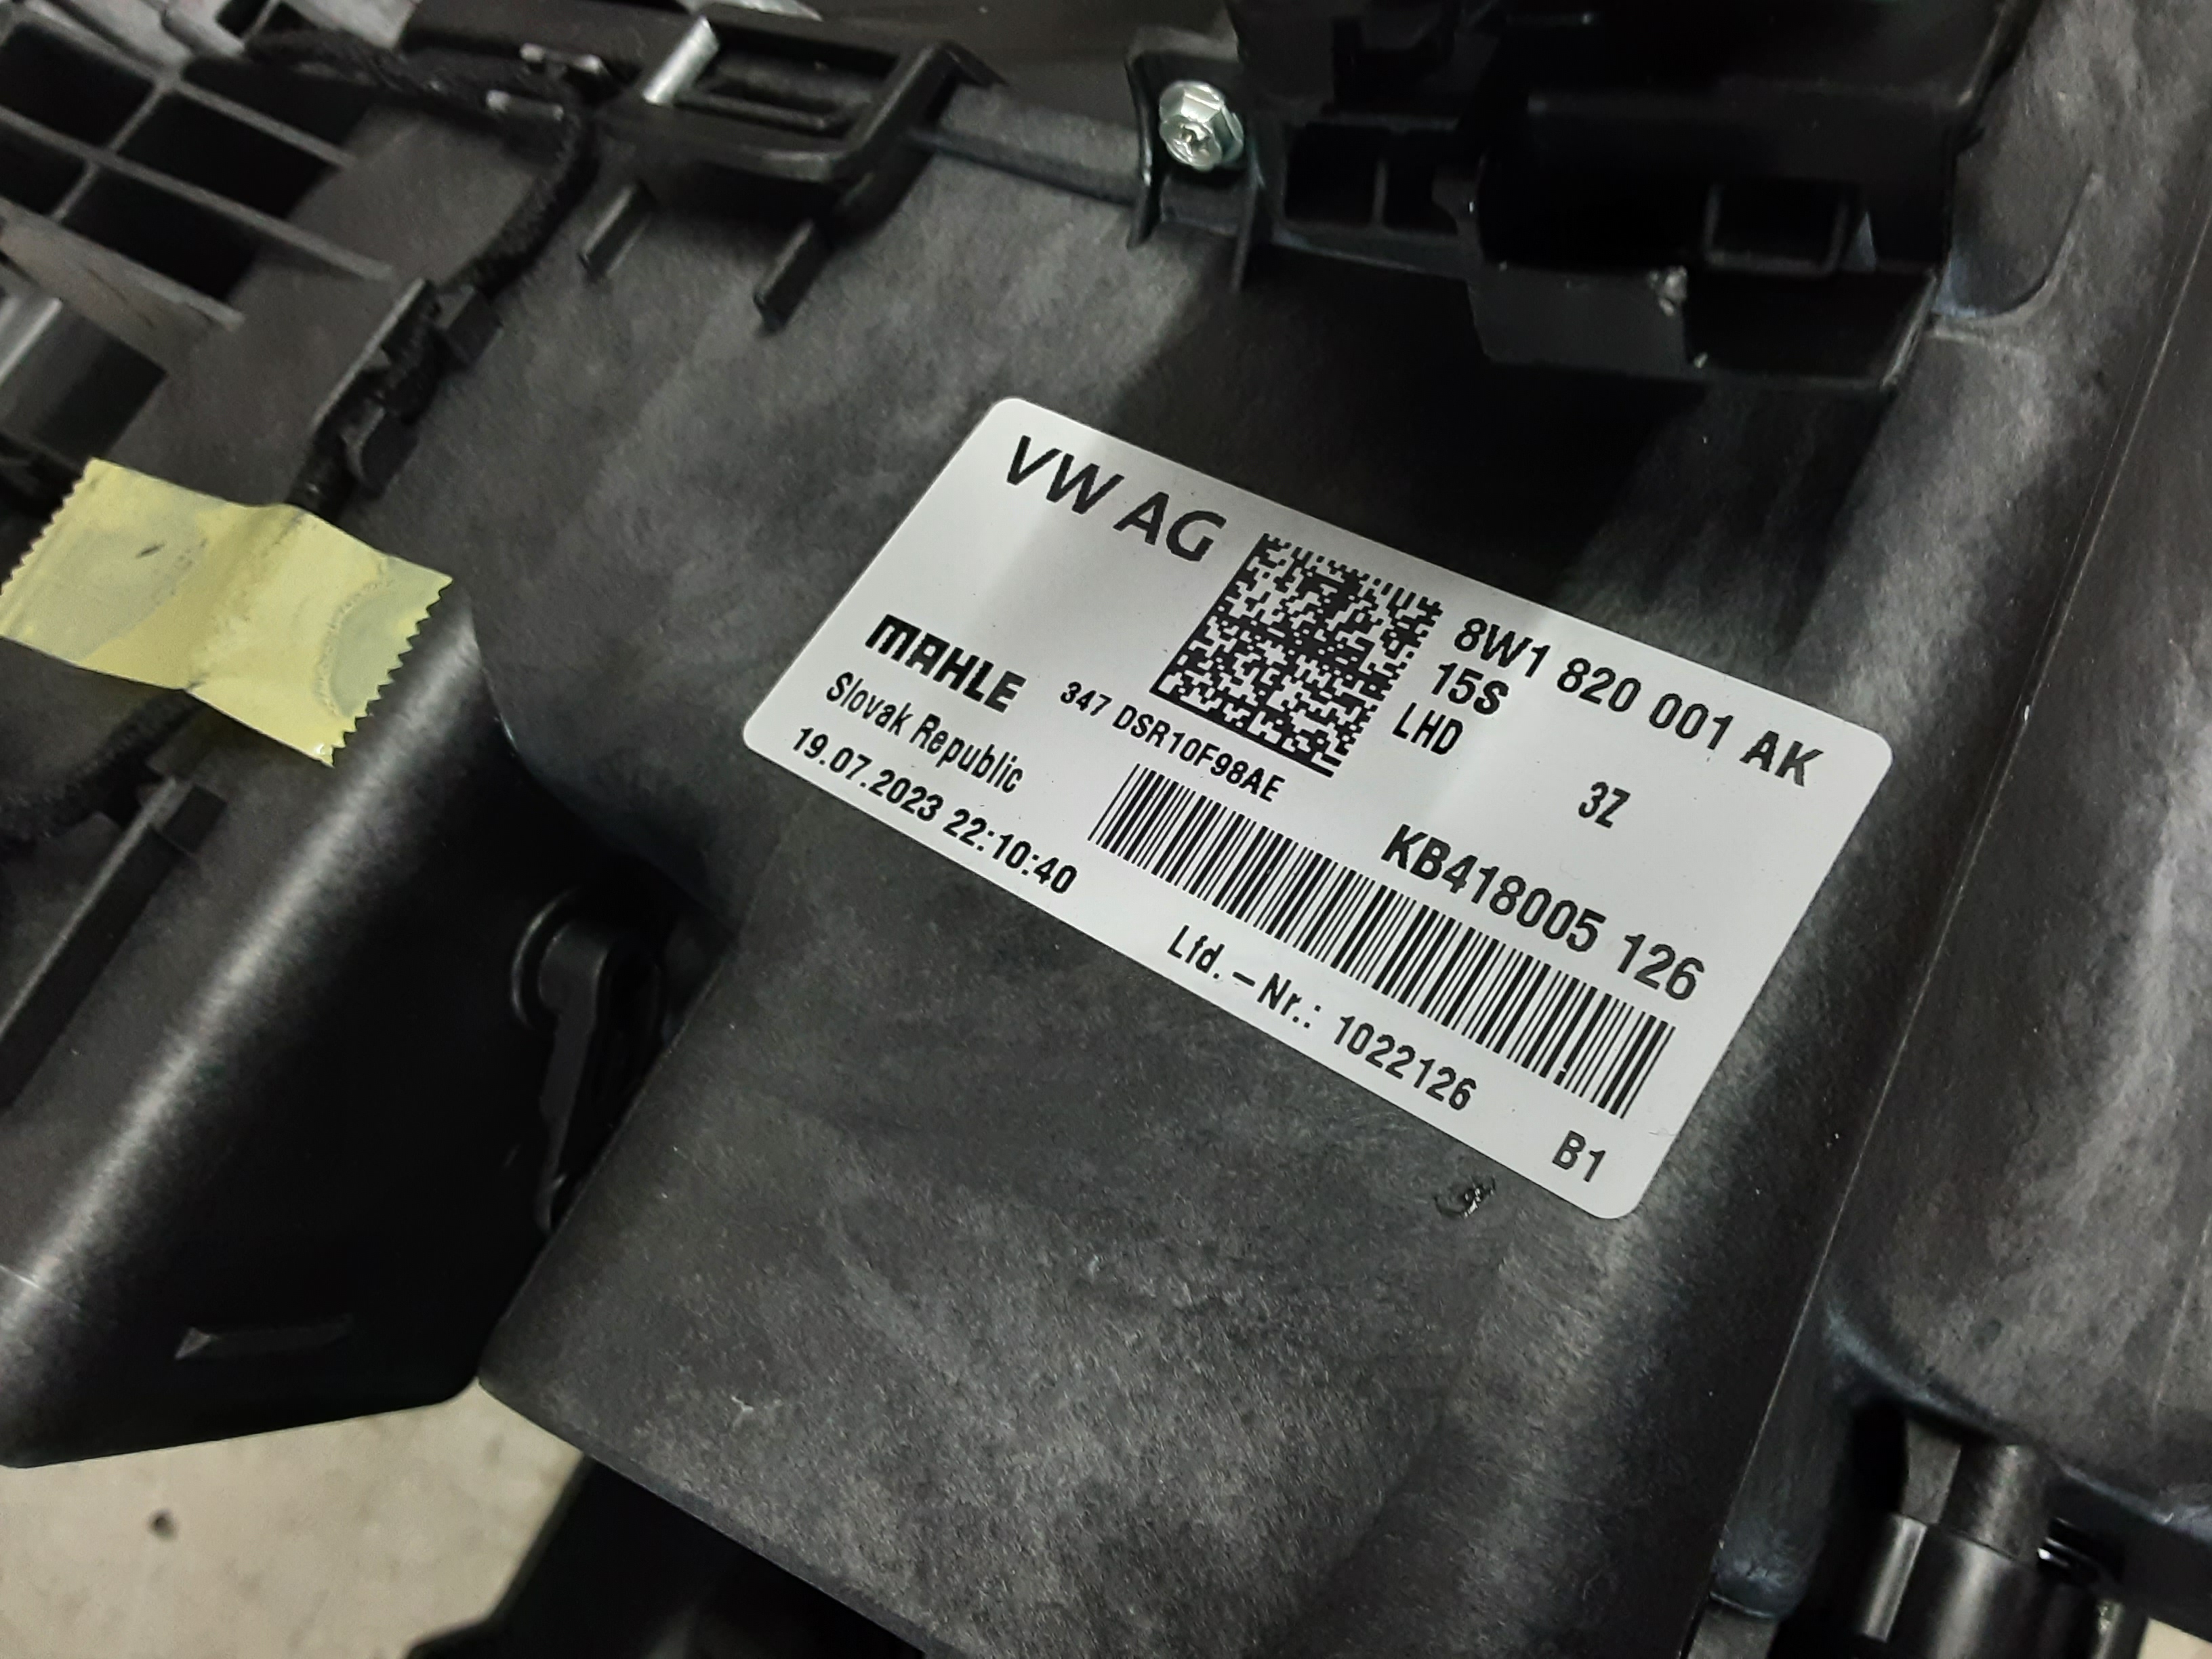 VW AG
8W1 820 001 AK
15S
LHD
3Z
MAHLE
347 DSR10F98AE
KB418005 126
Slovak Republic
19.07.2023 22:10:40
Lfd.-Nr.: 1022126
B1